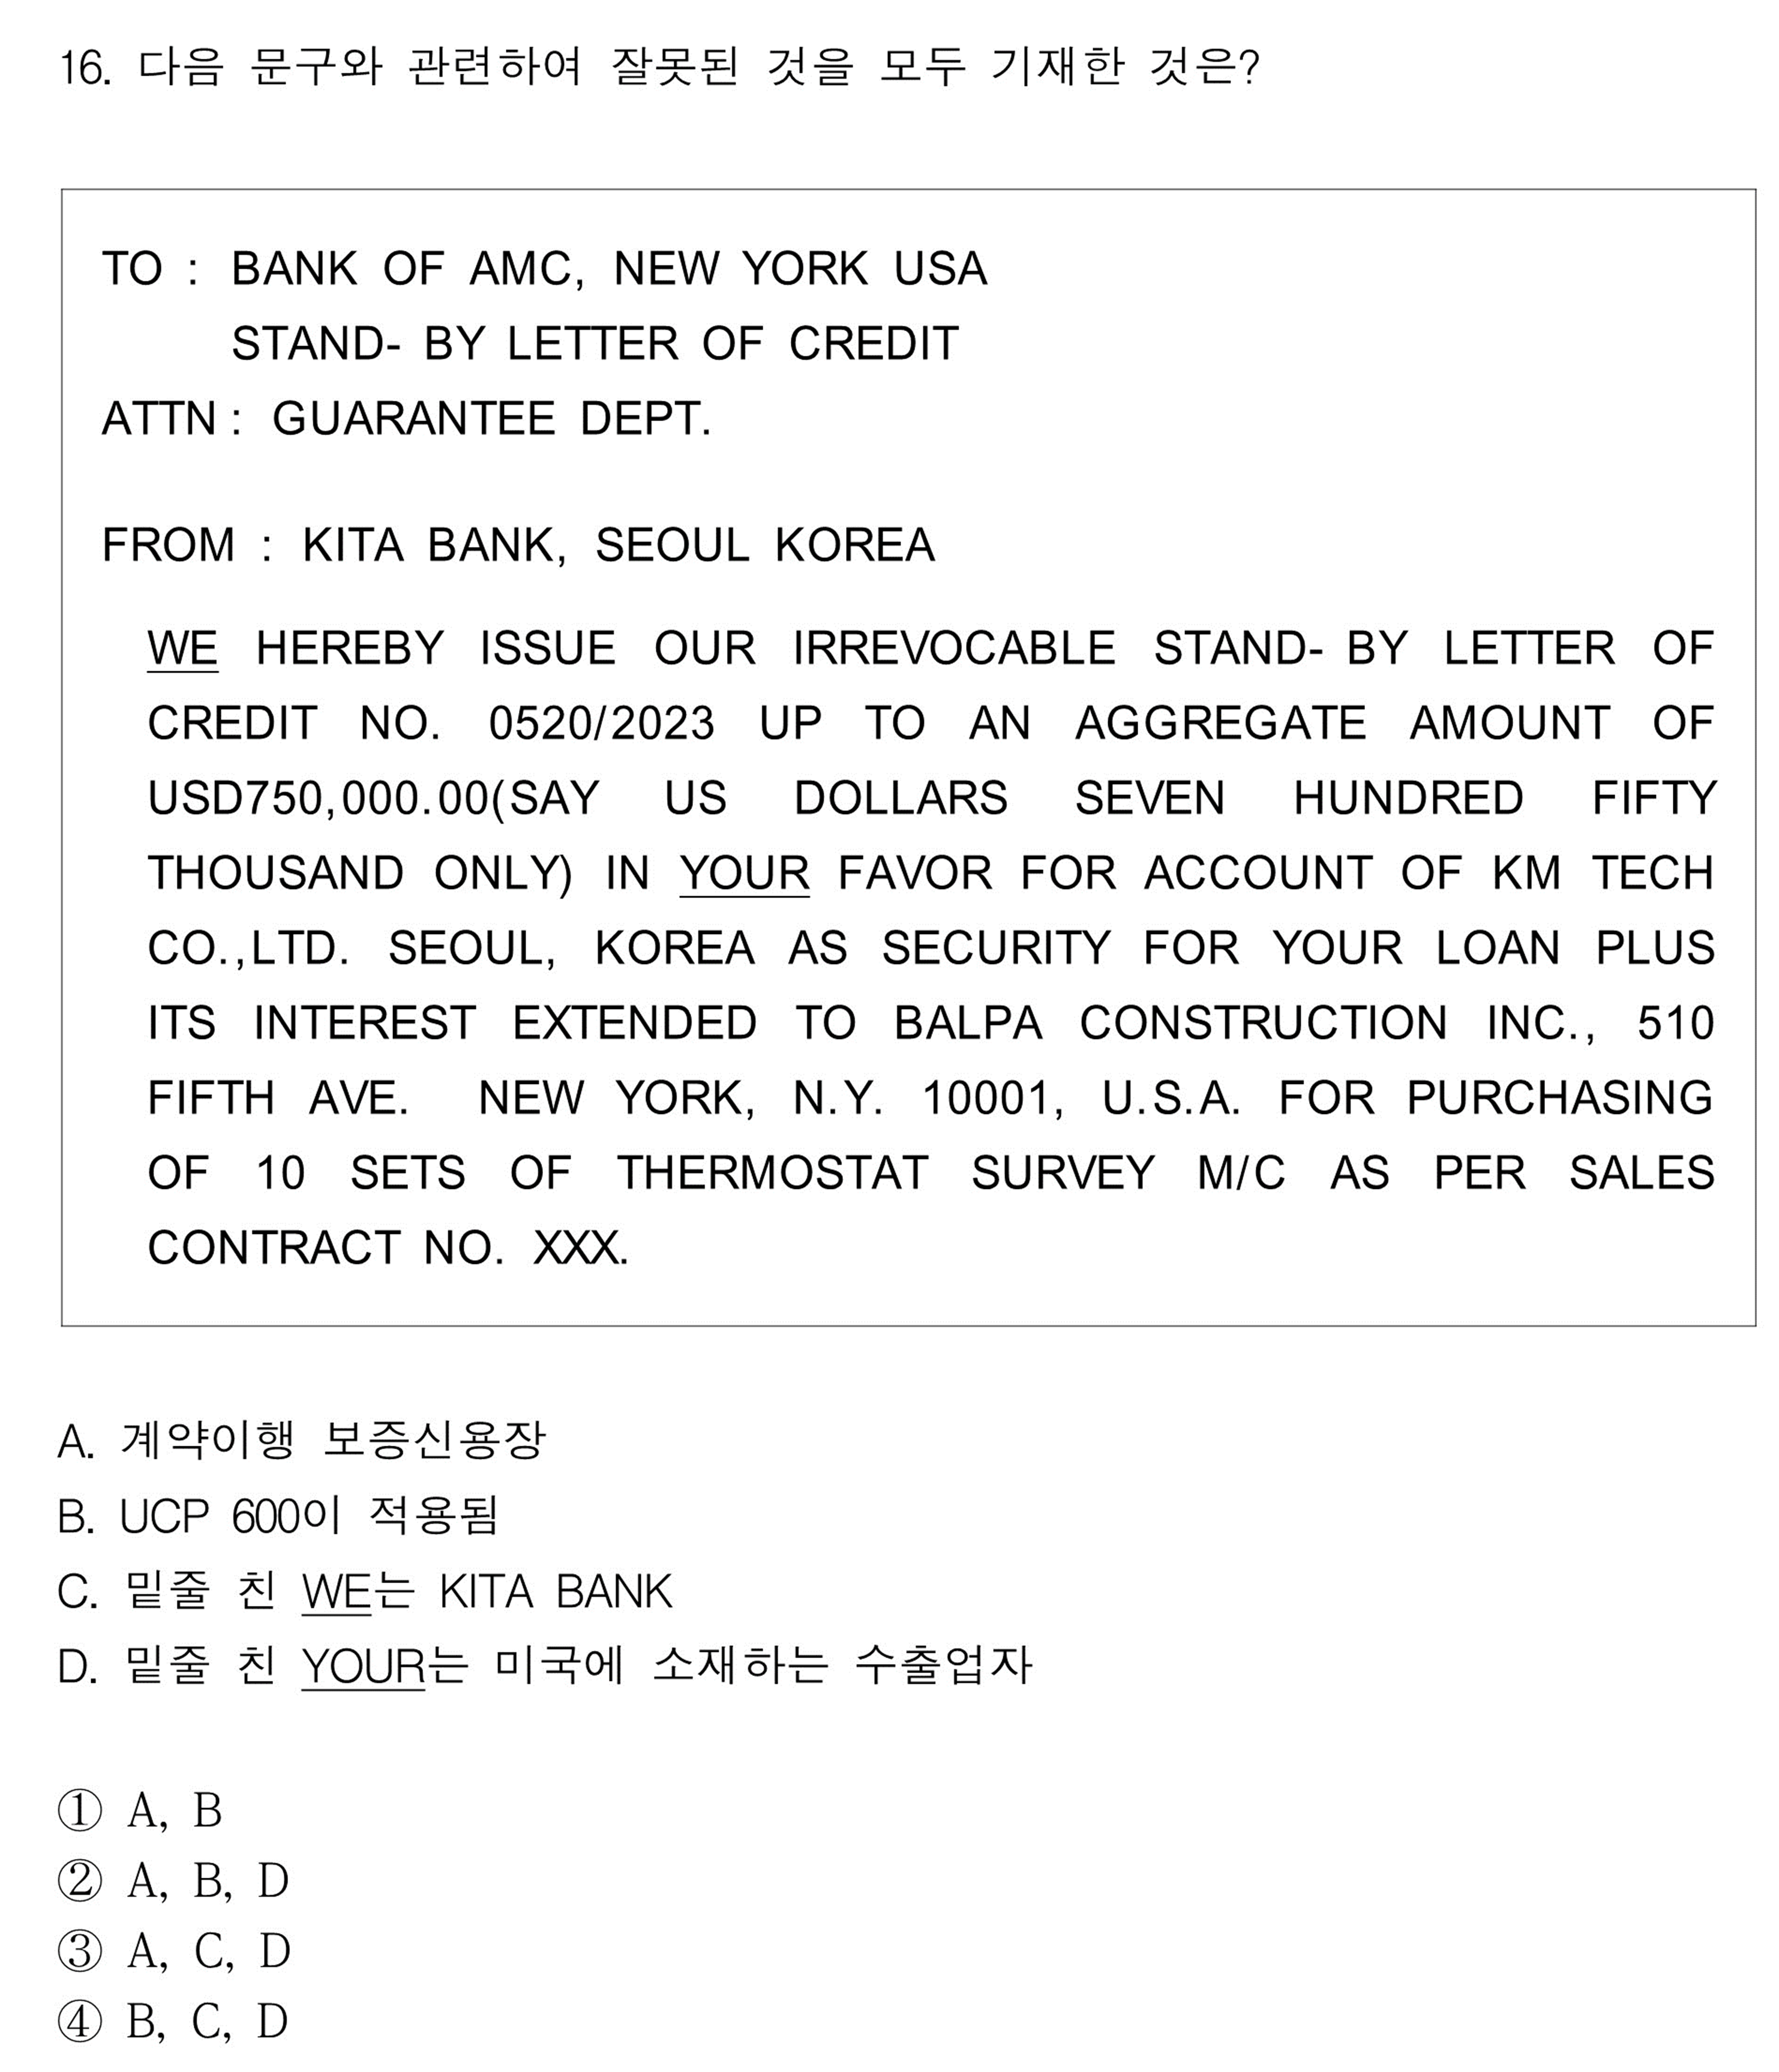 16. 다음 문구와 관련하여 잘못된 것을 모두 기재한 것은?
TO : BANK OF AMC, NEW YORK USA
STAND- BY LETTER OF CREDIT
ATTN : GUARANTEE DEPT.
FROM : KITA BANK, SEOUL KOREA
WE HEREBY ISSUE OUR IRREVOCABLE STAND- BY LETTER OF
CREDIT NO. 0520/2023 UP TO AN AGGREGATE AMOUNT OF
USD750,000.00(SAY US DOLLARS SEVEN HUNDRED FIFTY
THOUSAND ONLY) IN YOUR FAVOR FOR ACCOUNT OF KM TECH
CO.,LTD. SEOUL, KOREA AS SECURITY FOR YOUR LOAN PLUS
ITS INTEREST EXTENDED TO BALPA CONSTRUCTION INC., 510
FIFTH AVE. NEW YORK, N.Y. 10001, U.S.A. FOR PURCHASING
OF 10 SETS OF THERMOSTAT SURVEY M/C AS PER SALES
CONTRACT NO. XXX.
A. 계약이행 보증신용장
B. UCP 600이 적용됨
C. 밑줄 친 WE는 KITA BANK
D. 밑줄 친 YOUR는 미국에 소재하는 수출업자
① A, B
② A, B, D
③ A, C, D
④ B, C, D